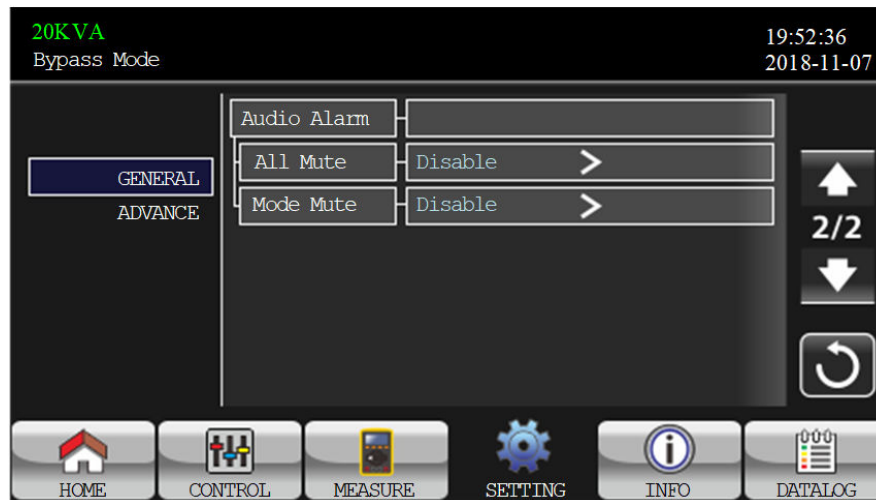 20KVA
Bypass Mode
19:52:36
2018-11-07
GENERAL
ADVANCE
Audio Alarm
All Mute Disable >
Mode Mute Disable >
2/2
HOME CONTROL MEASURE SETTING INFO DATALOG